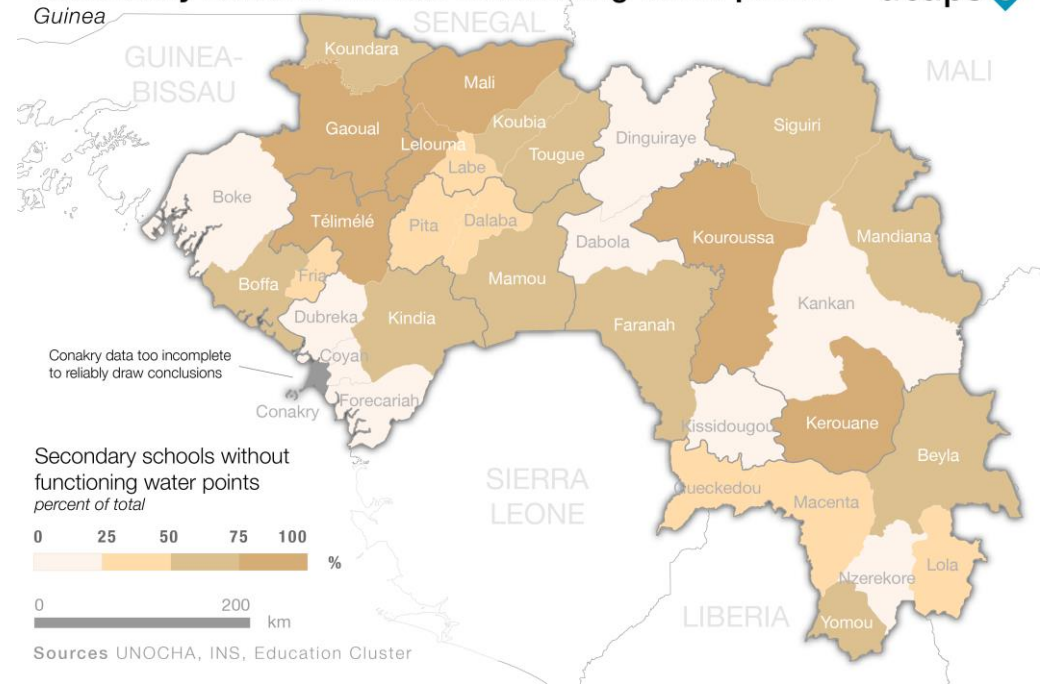 Guinea
SENEGAL
GUINEA-
BISSAU
MALI
Koundara
Mali
Gaoual
Koubia
Lelouma
Labe
Tougue
Dinguiraye
Siguiri
Boke
Télimélé
Pita
Dalaba
Dabola
Kouroussa
Mandiana
Boffa
Fria
Mamou
Kankan
Dubreka
Kindia
Faranah
Coyah
Conakry data too incomplete
to reliably draw conclusions
Conakry
Forecariah
Kissidougou
Kerouane
Beyla
Secondary schools without
functioning water points
percent of total
0 25 50 75 100
%
SIERRA
LEONE
Gueckedou
Macenta
Nzerekore
Lola
Yomou
LIBERIA
0 200
km
Sources UNOCHA, INS, Education Cluster